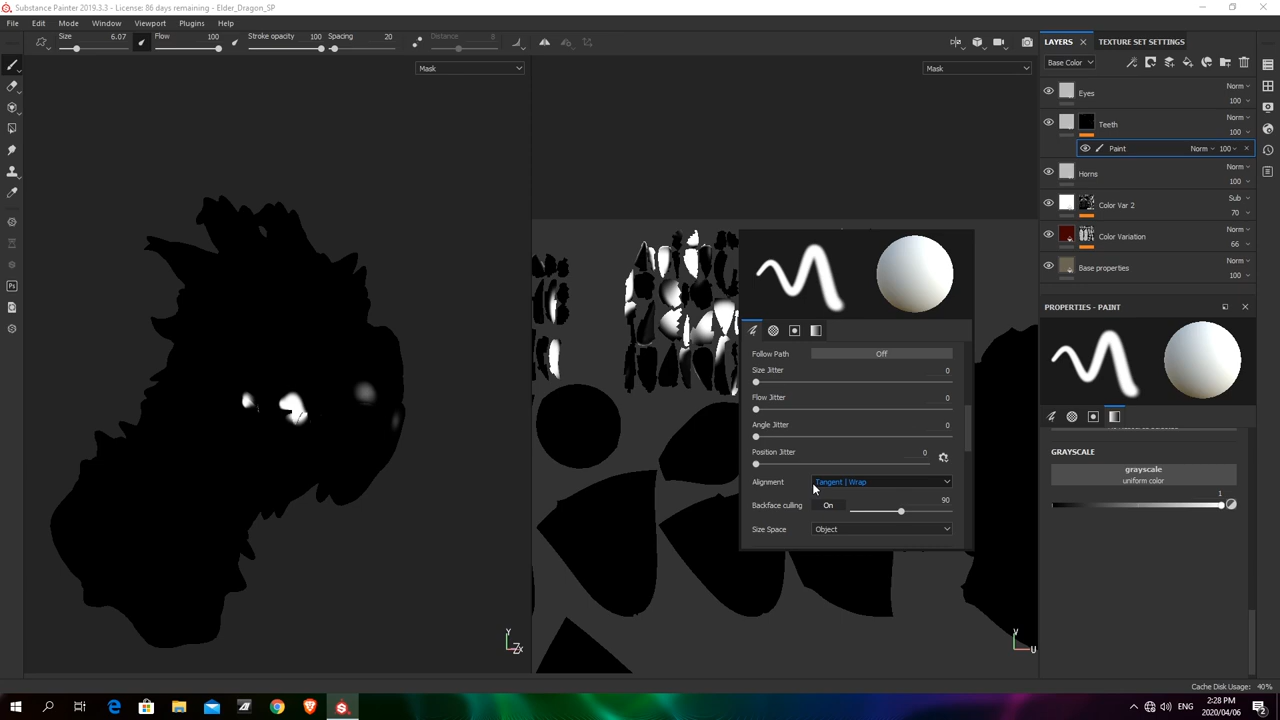 Substance Painter 2019.3.3 - License: 86 days remaining - Elder_Dragon_SP
File Edit Mode Window Viewport Plugins Help
Size 6.07 Flow 100 Stroke opacity 100 Spacing 20 Distance 8
LAYERS TEXTURE SET SETTINGS
Mask
Mask
Base Color
Eyes Norm
100
Teeth Norm
100
Paint Norm 100
Horns Norm
100
Color Var 2 Sub
70
Color Variation Norm
66
Base properties Norm
100
PROPERTIES - PAINT
Follow Path Off
Size Jitter 0
Flow Jitter 0
Angle Jitter 0
Position Jitter 0
Alignment Tangent | Wrap
Backface culling On 90
Size Space Object
GRAYSCALE
grayscale
uniform color
1
Y
Z X
V
U
Cache Disk Usage: 40%
ENG
2:28 PM
2020/04/06
2